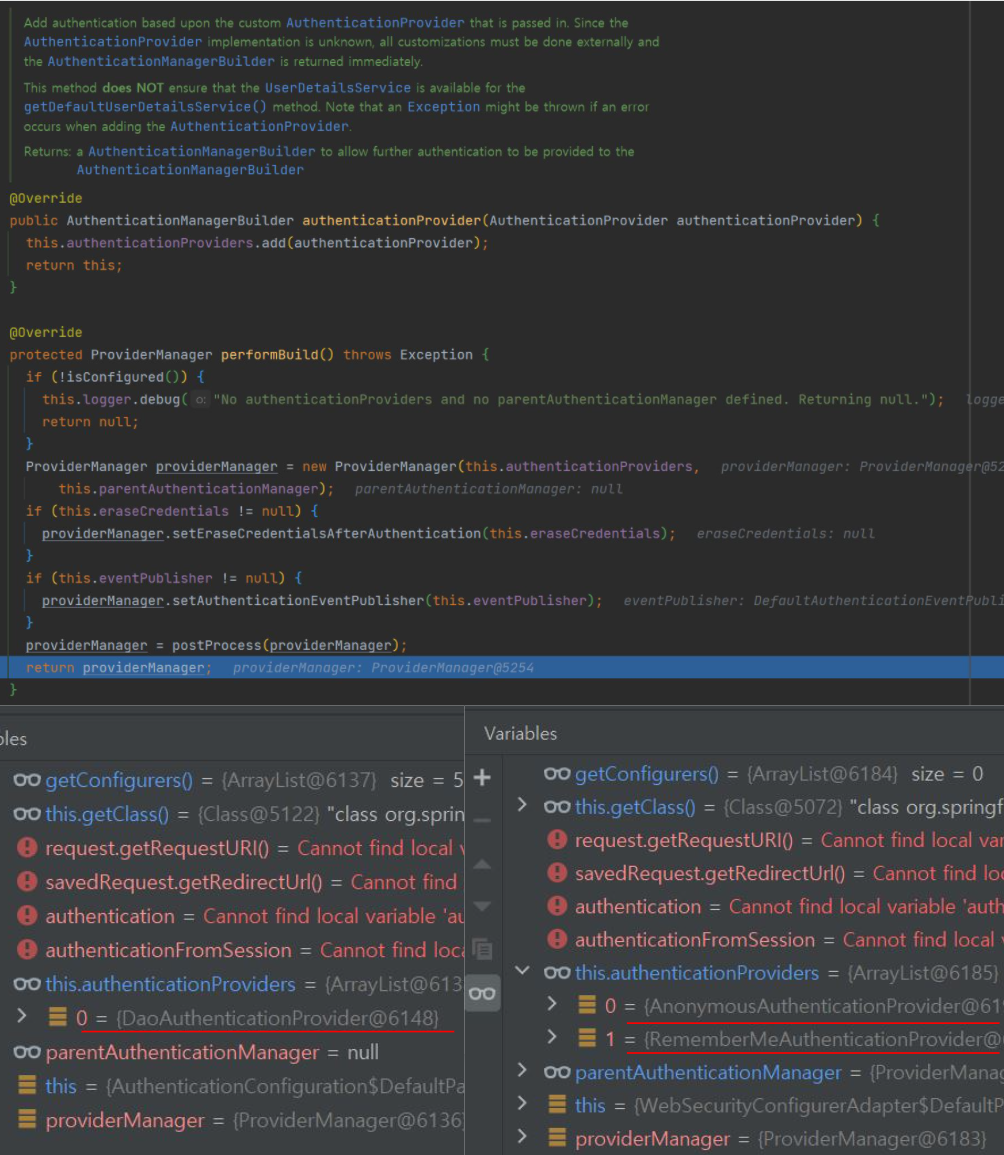 Add authentication based upon the custom AuthenticationProvider that is passed in. Since the
AuthenticationProvider implementation is unknown, all customizations must be done externally and
the AuthenticationManagerBuilder is returned immediately.
This method does NOT ensure that the UserDetailsService is available for the
getDefaultUserDetailsService() method. Note that an Exception might be thrown if an error
occurs when adding the AuthenticationProvider.
Returns: a AuthenticationManagerBuilder to allow further authentication to be provided to the
AuthenticationManagerBuilder
@Override
public AuthenticationManagerBuilder authenticationProvider(AuthenticationProvider authenticationProvider) {
this.authenticationProviders.add(authenticationProvider);
return this;
}
@Override
protected ProviderManager performBuild() throws Exception {
if (!isConfigured()) {
this.logger.debug( o: "No authenticationProviders and no parentAuthenticationManager defined. Returning null."); logge
return null;
}
ProviderManager providerManager = new ProviderManager(this.authenticationProviders, providerManager: ProviderManager@52
this.parentAuthenticationManager); parentAuthenticationManager: null
if (this.eraseCredentials != null) {
providerManager.setEraseCredentialsAfterAuthentication(this.eraseCredentials); eraseCredentials: null
}
if (this.eventPublisher != null) {
providerManager.setAuthenticationEventPublisher(this.eventPublisher); eventPublisher: DefaultAuthenticationEventPubli
}
providerManager = postProcess(providerManager);
return providerManager; providerManager: ProviderManager@5254
}
bles
getConfigurers() = {ArrayList@6137} size = 5
this.getClass() = {Class@5122} "class org.sprin
request.getRequestURI() = Cannot find local v
savedRequest.getRedirectUrl() = Cannot find
authentication = Cannot find local variable 'au
authenticationFromSession = Cannot find loca
this.authenticationProviders = {ArrayList@613
0 = {DaoAuthenticationProvider@6148}
parentAuthenticationManager = null
this = {AuthenticationConfiguration$DefaultPa
providerManager = {ProviderManager@6136}
Variables
getConfigurers() = {ArrayList@6184} size = 0
this.getClass() = {Class@5072} "class org.springf
request.getRequestURI() = Cannot find local var
savedRequest.getRedirectUrl() = Cannot find loc
authentication = Cannot find local variable 'auth
authenticationFromSession = Cannot find local v
this.authenticationProviders = {ArrayList@6185}
0 = {AnonymousAuthenticationProvider@619
1 = {RememberMeAuthenticationProvider@6
parentAuthenticationManager = {ProviderManag
this = {WebSecurityConfigurerAdapter$DefaultP
providerManager = {ProviderManager@6183}